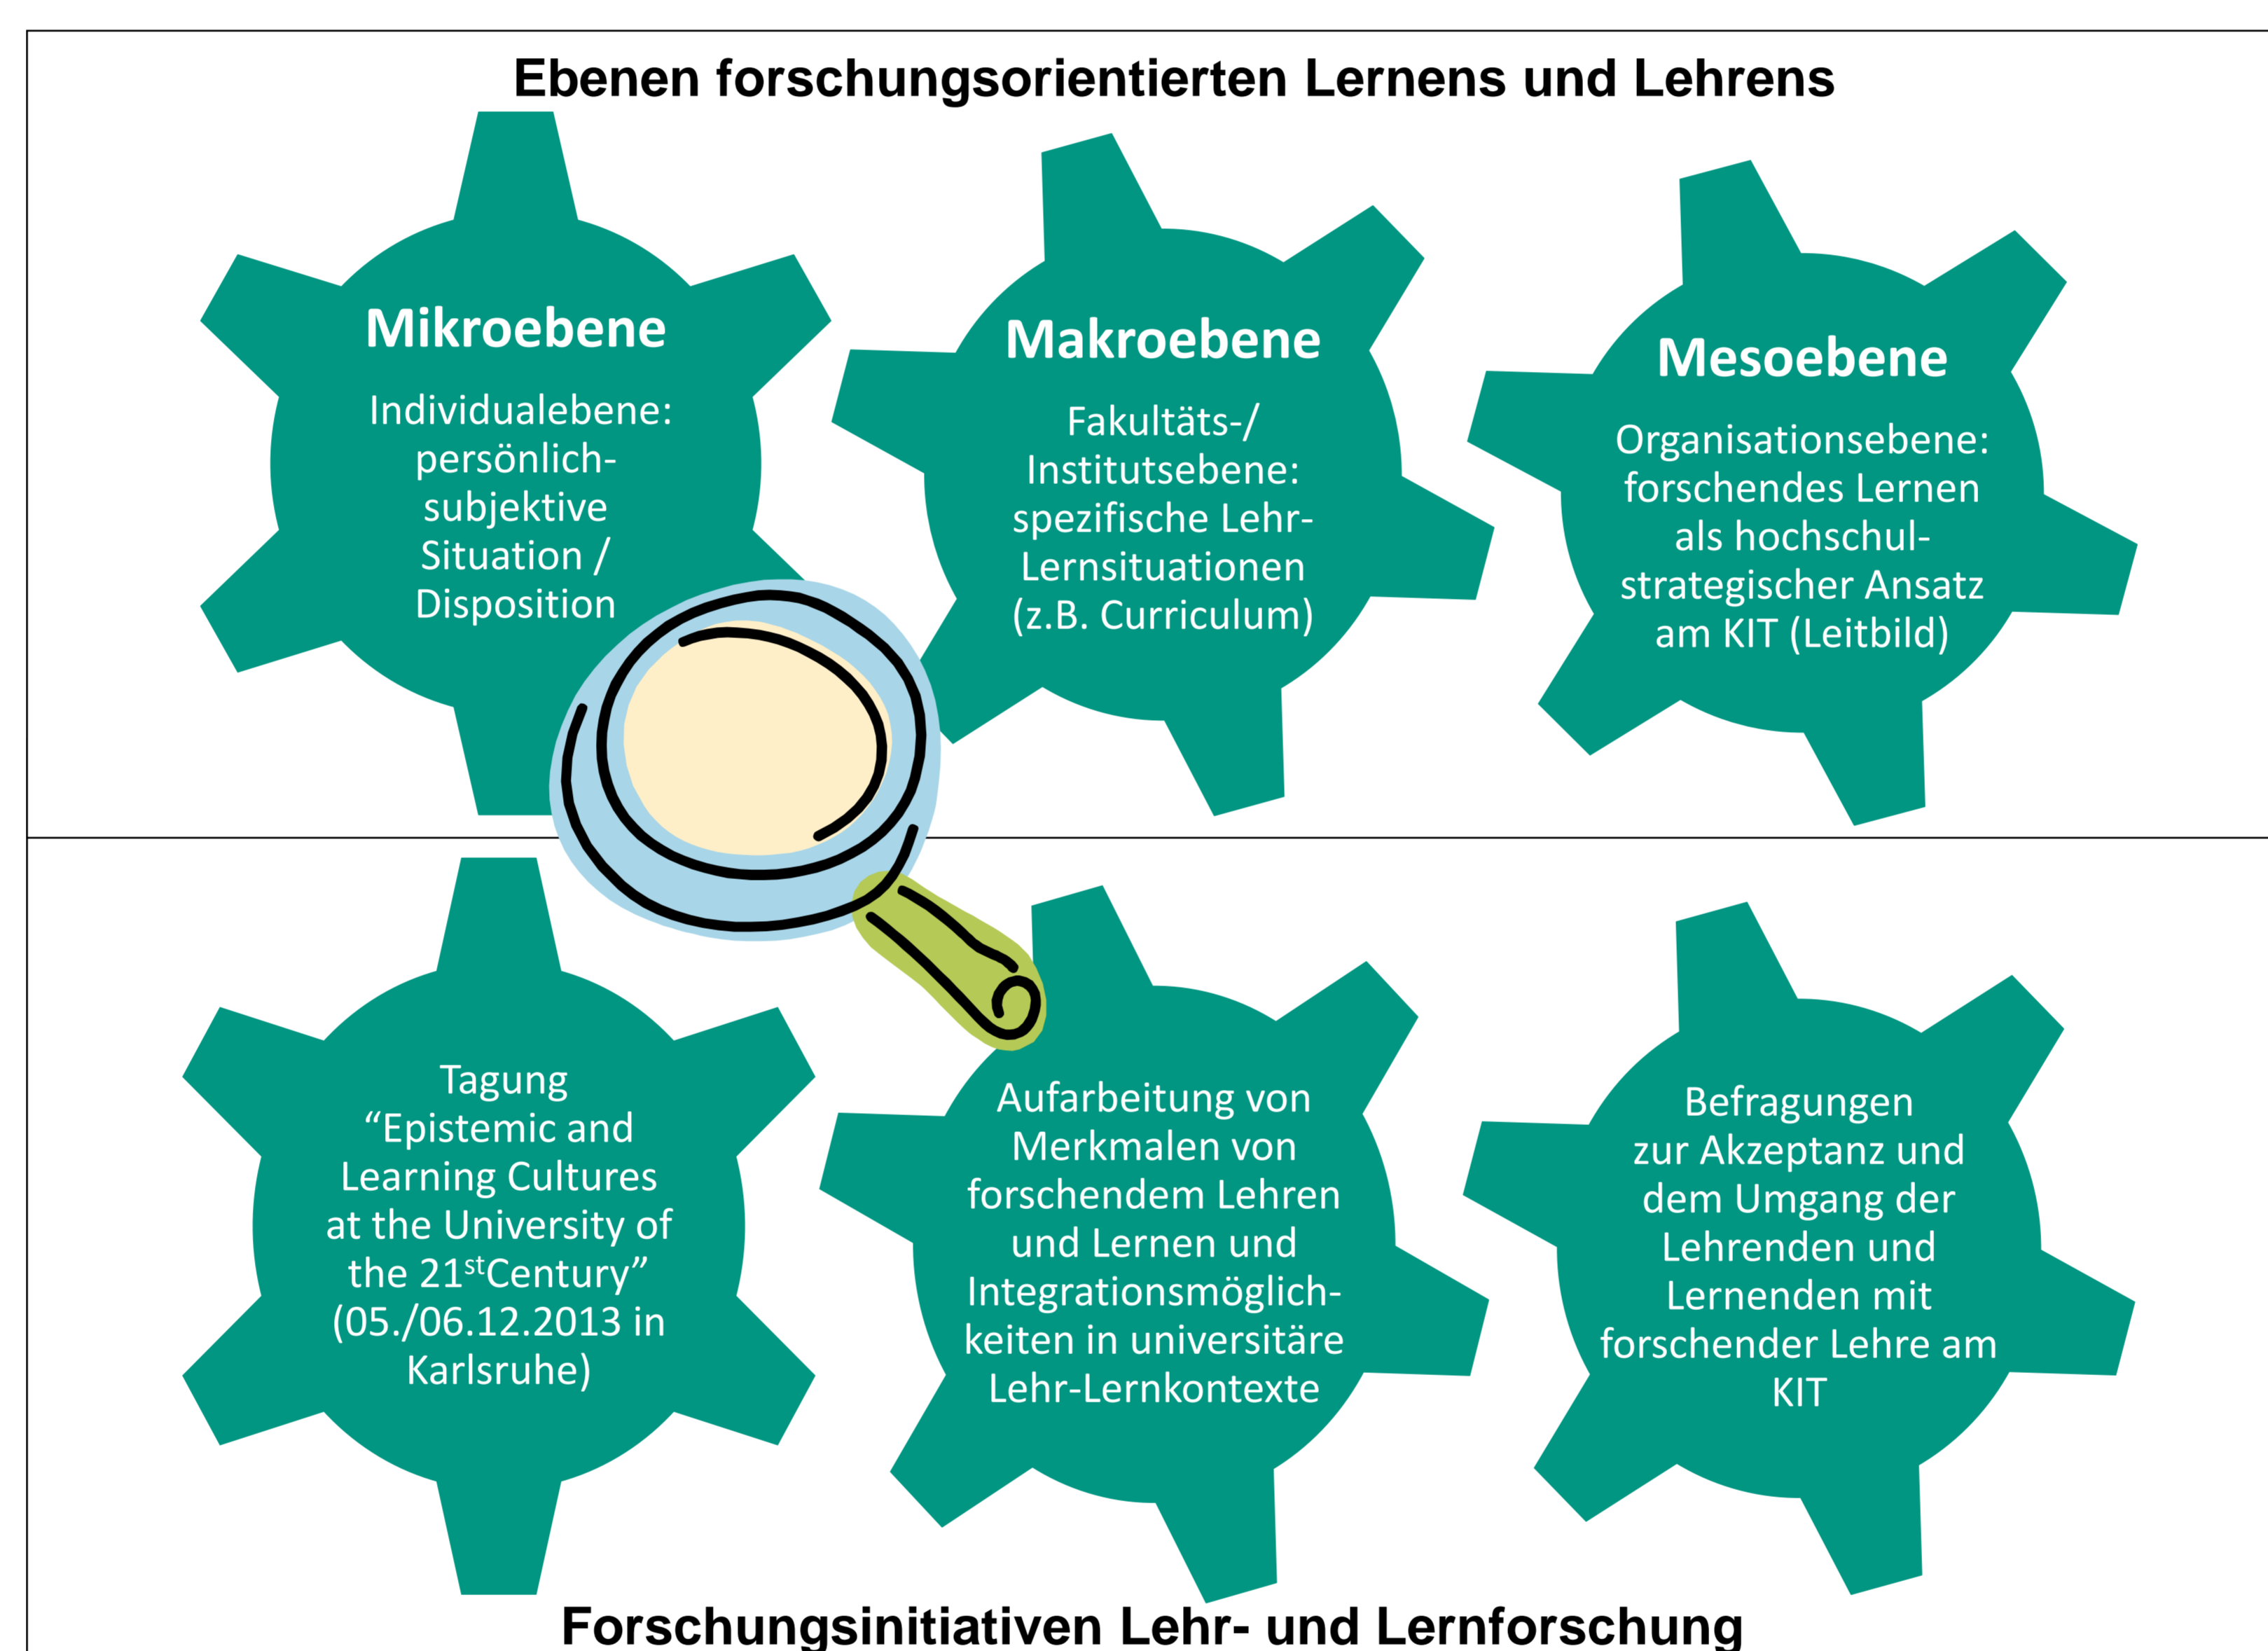 Ebenen forschungsorientierten Lernens und Lehrens
Mikroebene
Individualebene:
persönlich-
subjektive
Situation /
Disposition
Makroebene
Fakultäts-/
Institutsebene:
spezifische Lehr-
Lernsituationen
(z.B. Curriculum)
Mesoebene
Organisationsebene:
forschendes Lernen
als hochschul-
strategischer Ansatz
am KIT (Leitbild)
Tagung
“Epistemic and
Learning Cultures
at the University of
the 21stCentury”
(05./06.12.2013 in
Karlsruhe)
Aufarbeitung von
Merkmalen von
forschendem Lehren
und Lernen und
Integrationsmöglich-
keiten in universitäre
Lehr-Lernkontexte
Befragungen
zur Akzeptanz und
dem Umgang der
Lehrenden und
Lernenden mit
forschender Lehre am
KIT
Forschungsinitiativen Lehr- und Lernforschung